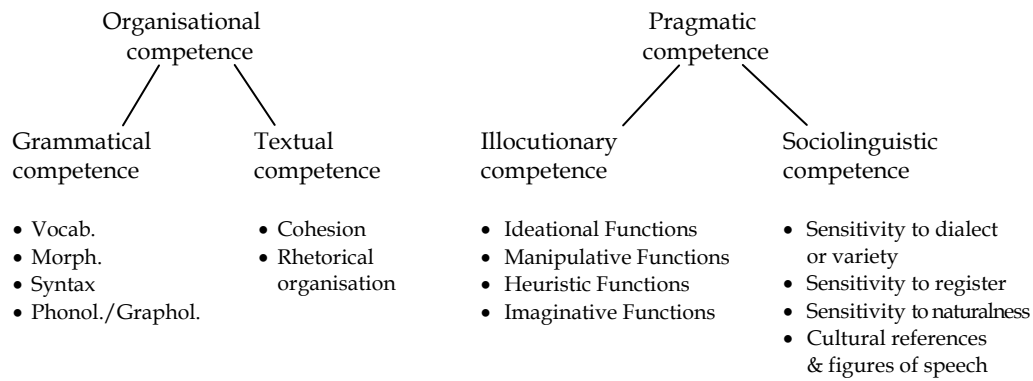 Organisational
competence
Pragmatic
competence
Grammatical
competence
Textual
competence
Illocutionary
competence
Sociolinguistic
competence
• Vocab.
• Morph.
• Syntax
• Phonol./Graphol.
• Cohesion
• Rhetorical
organisation
• Ideational Functions
• Manipulative Functions
• Heuristic Functions
• Imaginative Functions
• Sensitivity to dialect
or variety
• Sensitivity to register
• Sensitivity to naturalness
• Cultural references
& figures of speech